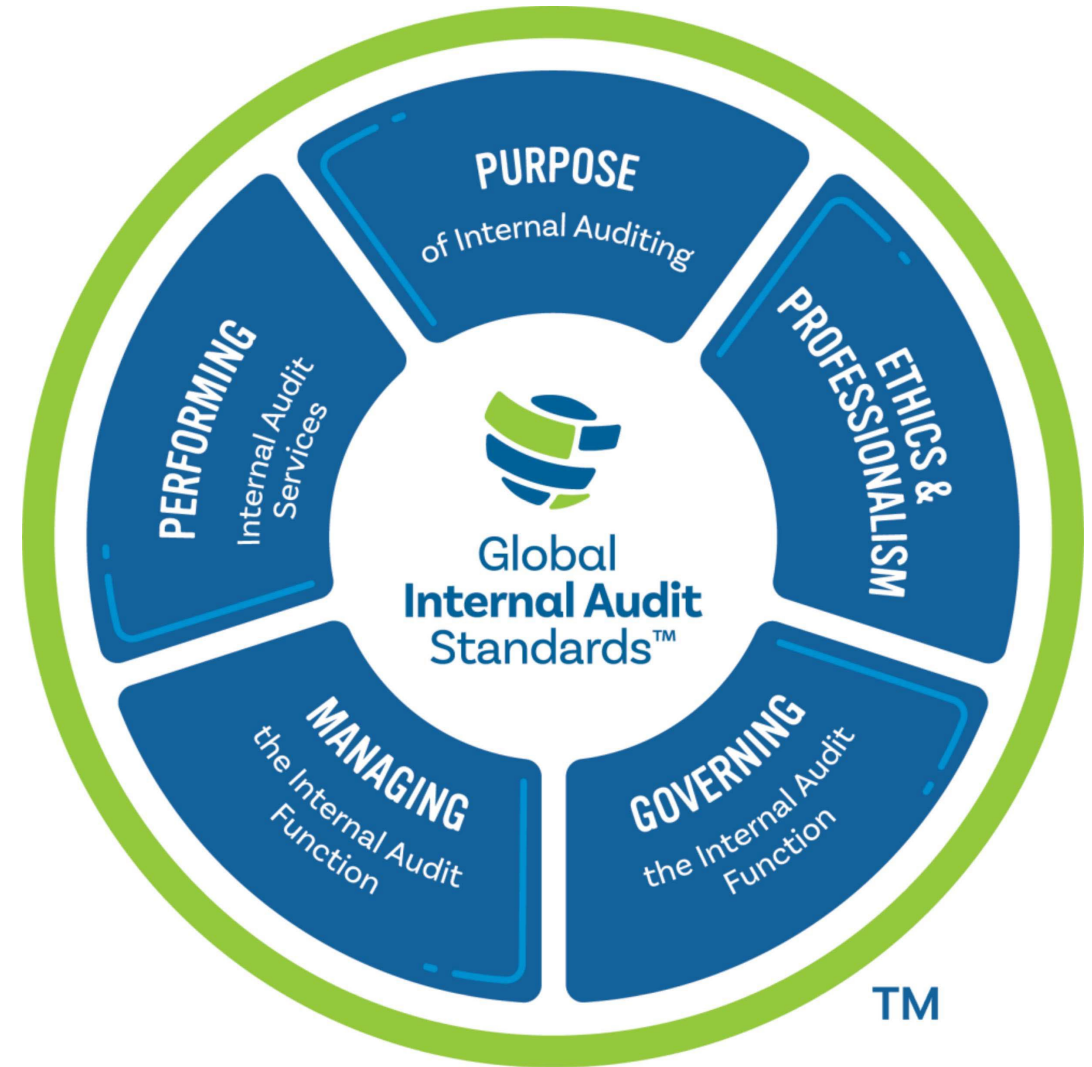 PURPOSE
of Internal Auditing
ETHICS &
PROFESSIONALISM
GOVERNING
the Internal Audit
Function
MANAGING
the Internal Audit
Function
PERFORMING
Internal Audit
Services
Global
Internal Audit
Standards™
TM